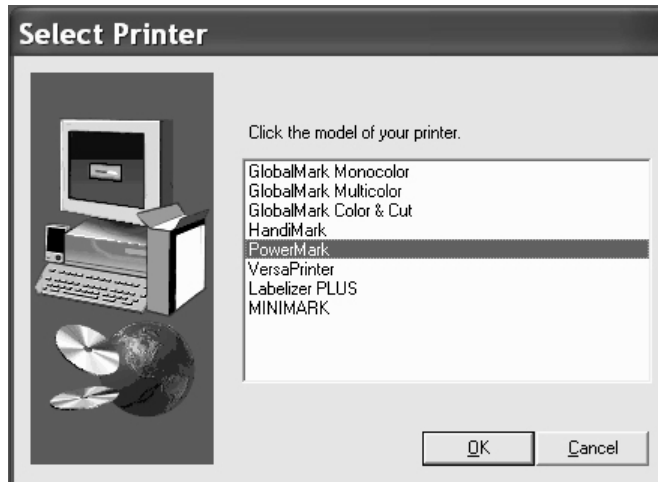 Select Printer
Click the model of your printer.
GlobalMark Monocolor
GlobalMark Multicolor
GlobalMark Color & Cut
HandiMark
PowerMark
VersaPrinter
Labelizer PLUS
MINIMARK
OK Cancel